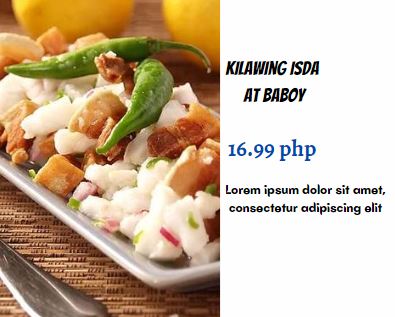 KILAWING ISDA
AT BABOY
16.99 php
Lorem ipsum dolor sit amet,
consectetur adipiscing elit